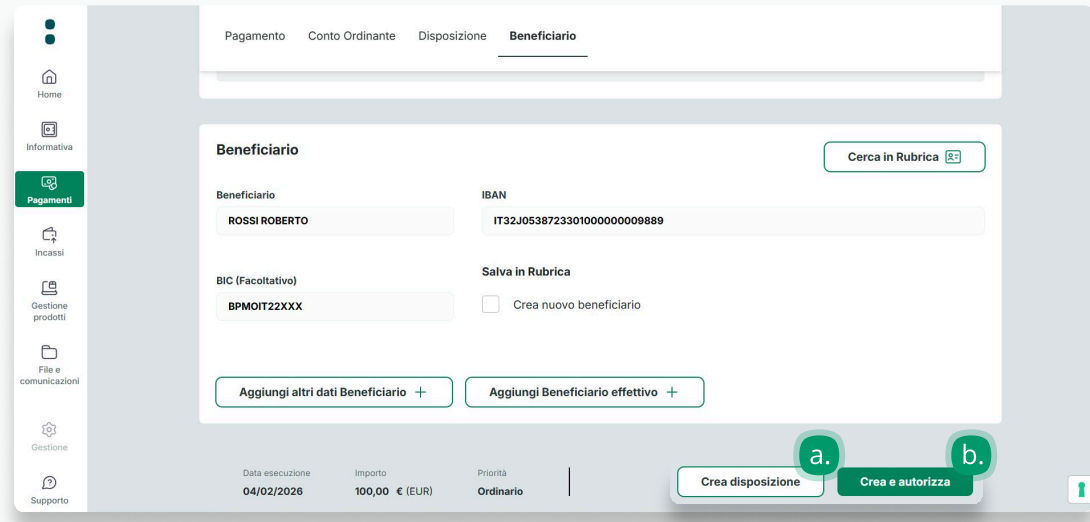 Pagamento Conto Ordinante Disposizione Beneficiario
Home
Informativa
Pagamenti
Incassi
Gestione
prodotti
File e
comunicazioni
Gestione
Supporto
Beneficiario
Cerca in Rubrica
Beneficiario IBAN
ROSSI ROBERTO IT32J0538723301000000009889
BIC (Facoltativo) Salva in Rubrica
BPMOIT22XXX Crea nuovo beneficiario
Aggiungi altri dati Beneficiario + Aggiungi Beneficiario effettivo +
a. b.
Data esecuzione Importo Priorità
04/02/2026 100,00 € (EUR) Ordinario
Crea disposizione Crea e autorizza